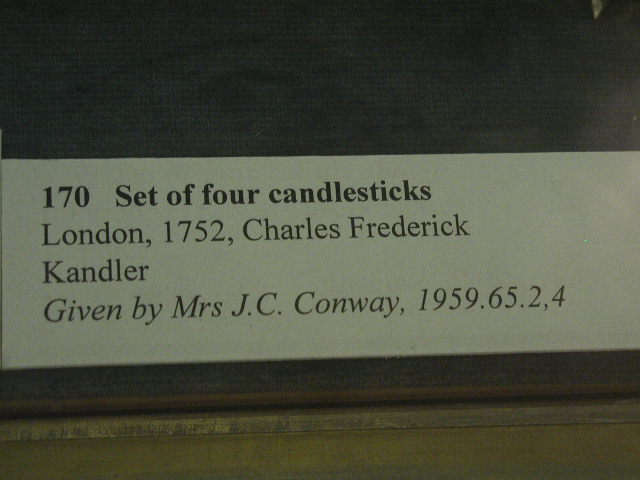 170 Set of four candlesticks
London, 1752, Charles Frederick
Kandler
Given by Mrs J.C. Conway, 1959.65.2,4